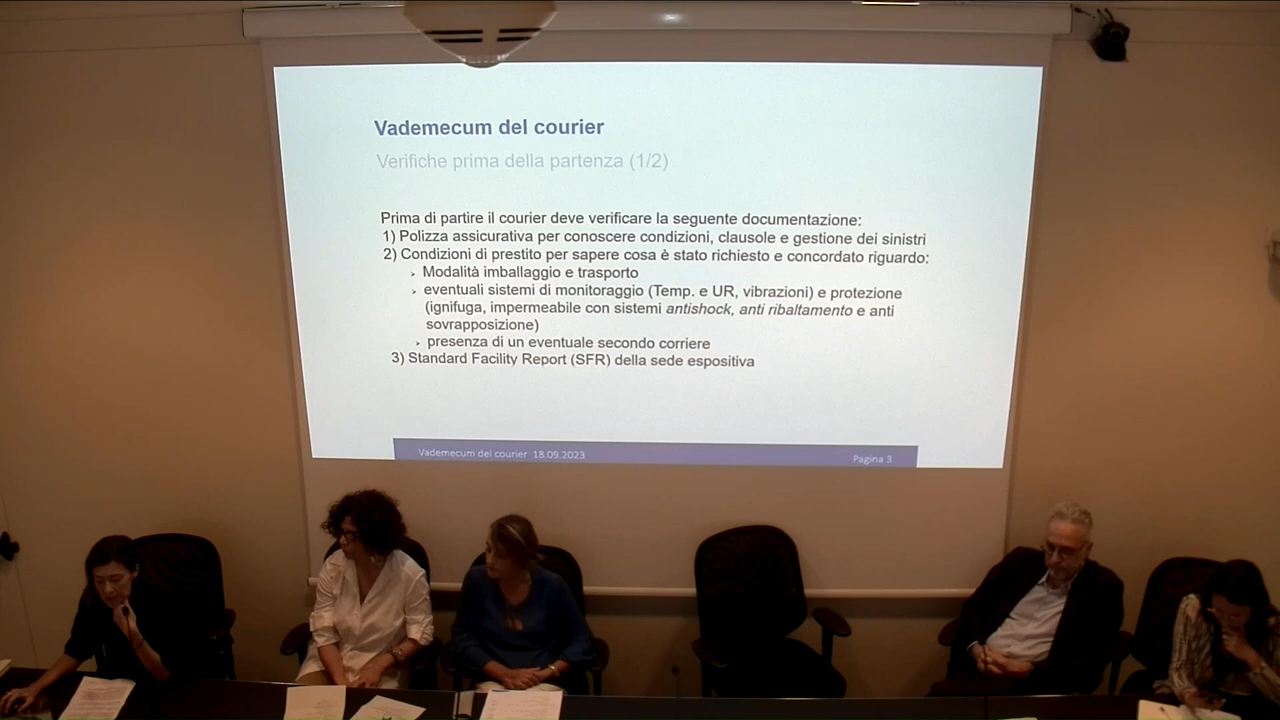 Vademecum del courier
Verifiche prima della partenza (1/2)
Prima di partire il courier deve verificare la seguente documentazione:
1) Polizza assicurativa per conoscere condizioni, clausole e gestione dei sinistri
2) Condizioni di prestito per sapere cosa è stato richiesto e concordato riguardo:
Modalità imballaggio e trasporto
eventuali sistemi di monitoraggio (Temp. e UR, vibrazioni) e protezione
(ignifuga, impermeabile con sistemi antishock, anti ribaltamento e anti
sovrapposizione)
presenza di un eventuale secondo corriere
3) Standard Facility Report (SFR) della sede espositiva
Vademecum del courier 18.09.2023 Pagina 3